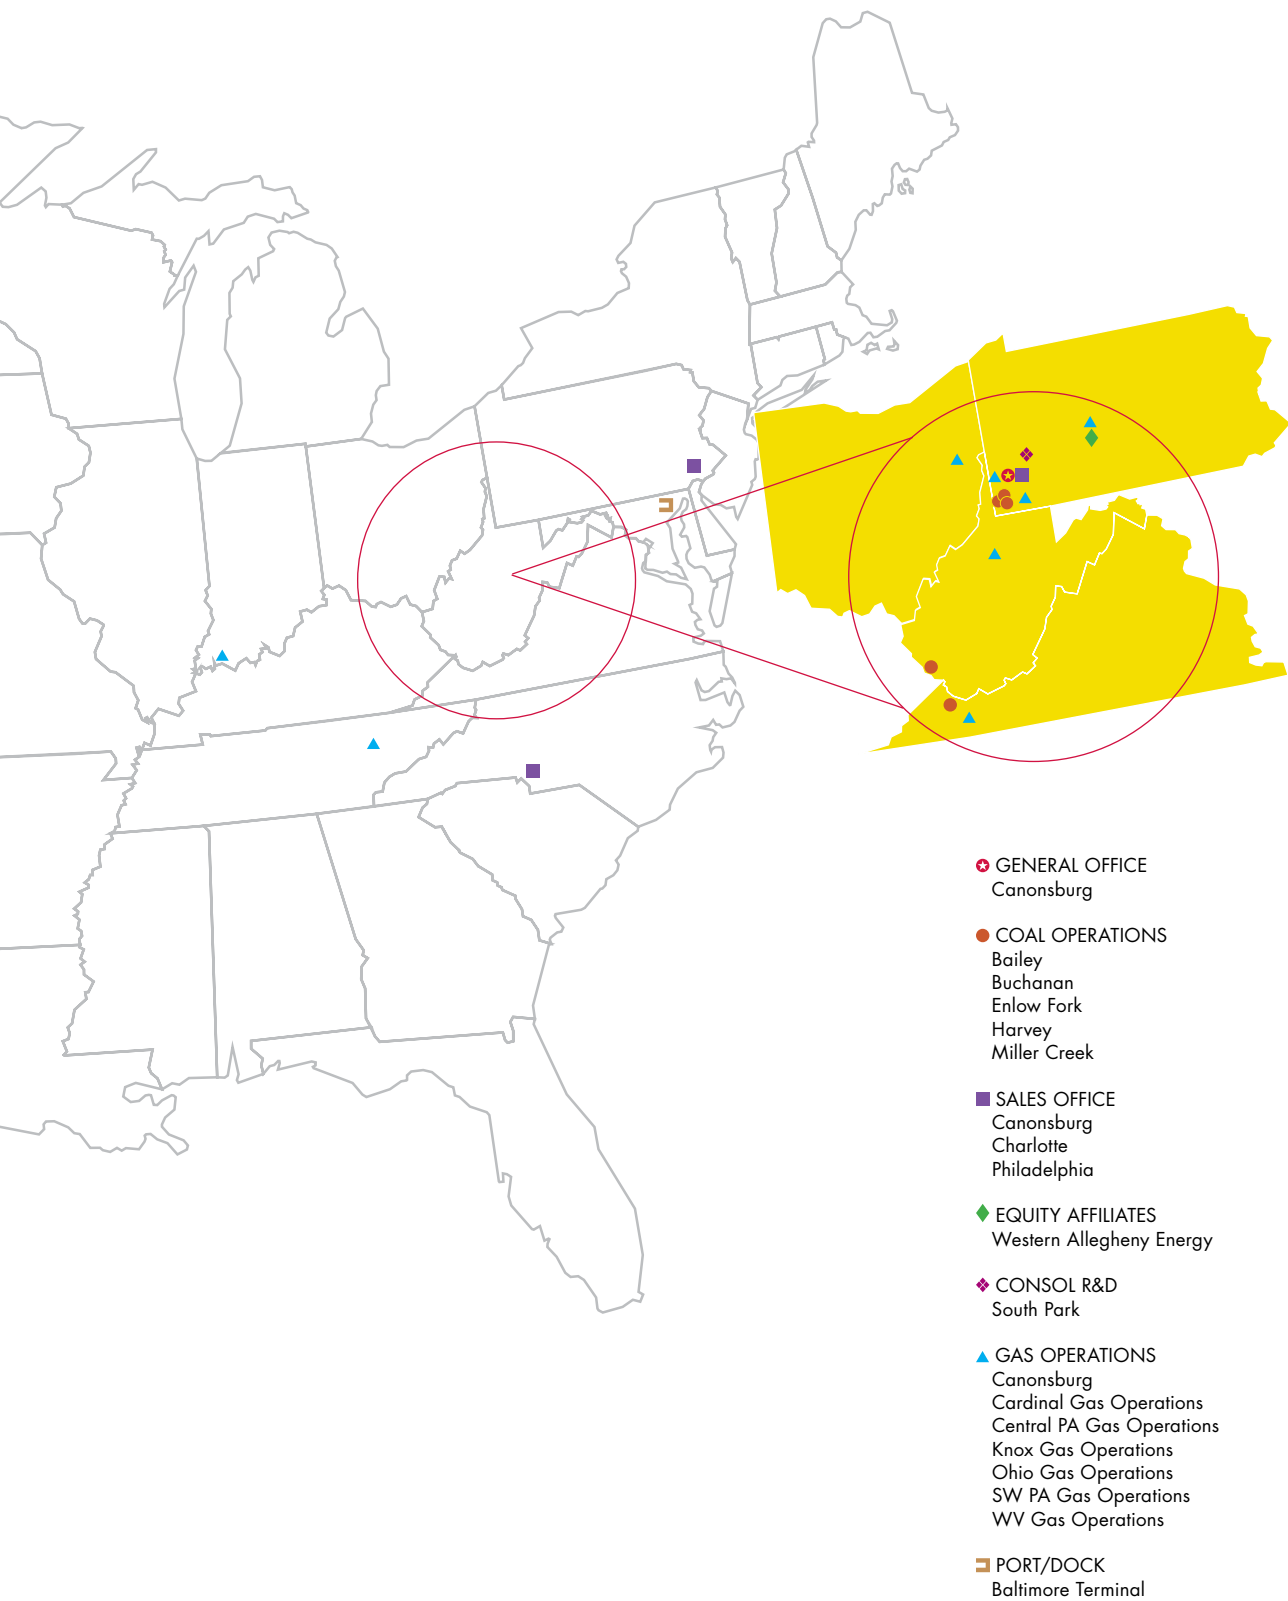 GENERAL OFFICE
Canonsburg
COAL OPERATIONS
Bailey
Buchanan
Enlow Fork
Harvey
Miller Creek
SALES OFFICE
Canonsburg
Charlotte
Philadelphia
EQUITY AFFILIATES
Western Allegheny Energy
CONSOL R&D
South Park
GAS OPERATIONS
Canonsburg
Cardinal Gas Operations
Central PA Gas Operations
Knox Gas Operations
Ohio Gas Operations
SW PA Gas Operations
WV Gas Operations
PORT/DOCK
Baltimore Terminal